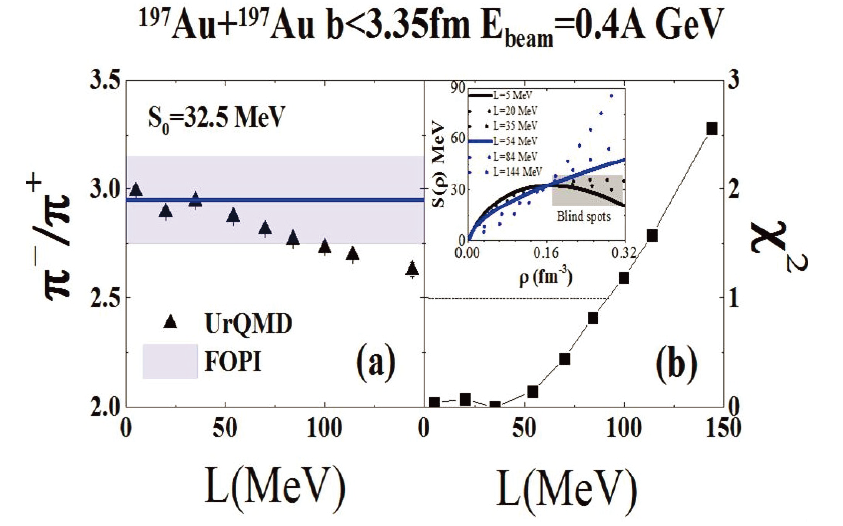 ¹⁹⁷Au+¹⁹⁷Au b<3.35fm E_beam=0.4A GeV
3.5
3.0
2.5
2.0
π⁻/π⁺
S₀=32.5 MeV
UrQMD
FOPI
(a)
0 50 100
L(MeV)
90
60
30
0
S(ρ) MeV
L=5 MeV
L=20 MeV
L=35 MeV
L=54 MeV
L=84 MeV
L=144 MeV
Blind spots
0.00 0.16 0.32
ρ (fm⁻³)
(b)
3
2
1
0
χ²
0 50 100 150
L(MeV)